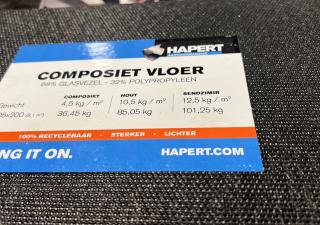 HAPERT
COMPOSIET VLOER
68% GLASVEZEL - 32% POLYPROPYLEEN
COMPOSIET HOUT SENDZIMIR
Gewicht 4,5 kg / m² 10,5 kg / m² 12,5 kg / m²
36,45 kg 85,05 kg 101,25 kg
100% RECYCLEBAAR · STERKER · LICHTER
NG IT ON. HAPERT.COM